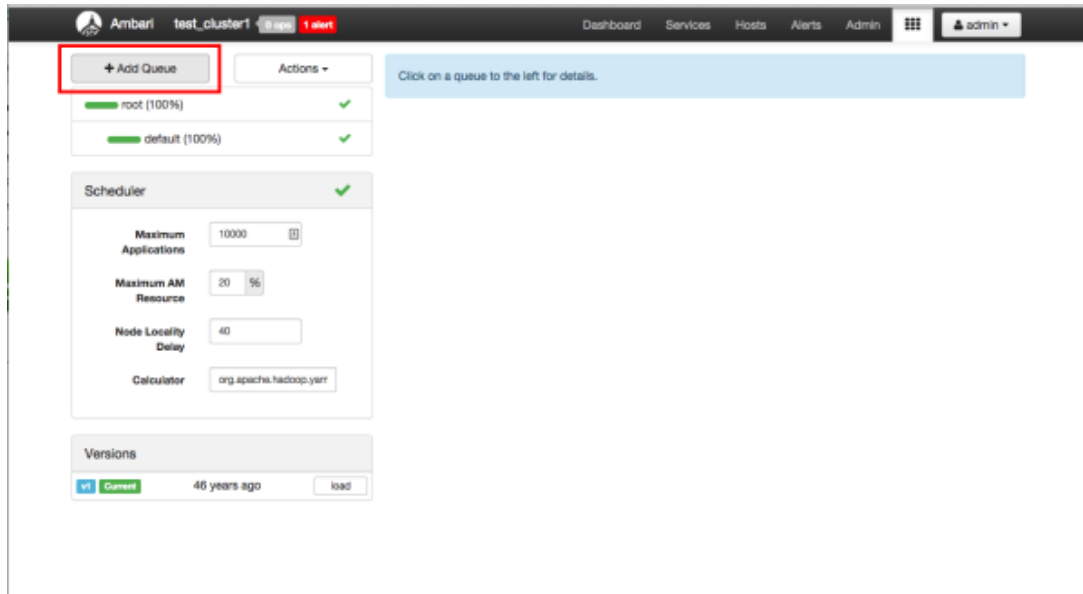 Ambari test_cluster1 0 ops 1 alert Dashboard Services Hosts Alerts Admin admin
+ Add Queue Actions
Click on a queue to the left for details.
root (100%)
default (100%)
Scheduler
Maximum Applications 10000
Maximum AM Resource 20 %
Node Locality Delay 40
Calculator org.apache.hadoop.yarr
Versions
v1 Current 46 years ago load